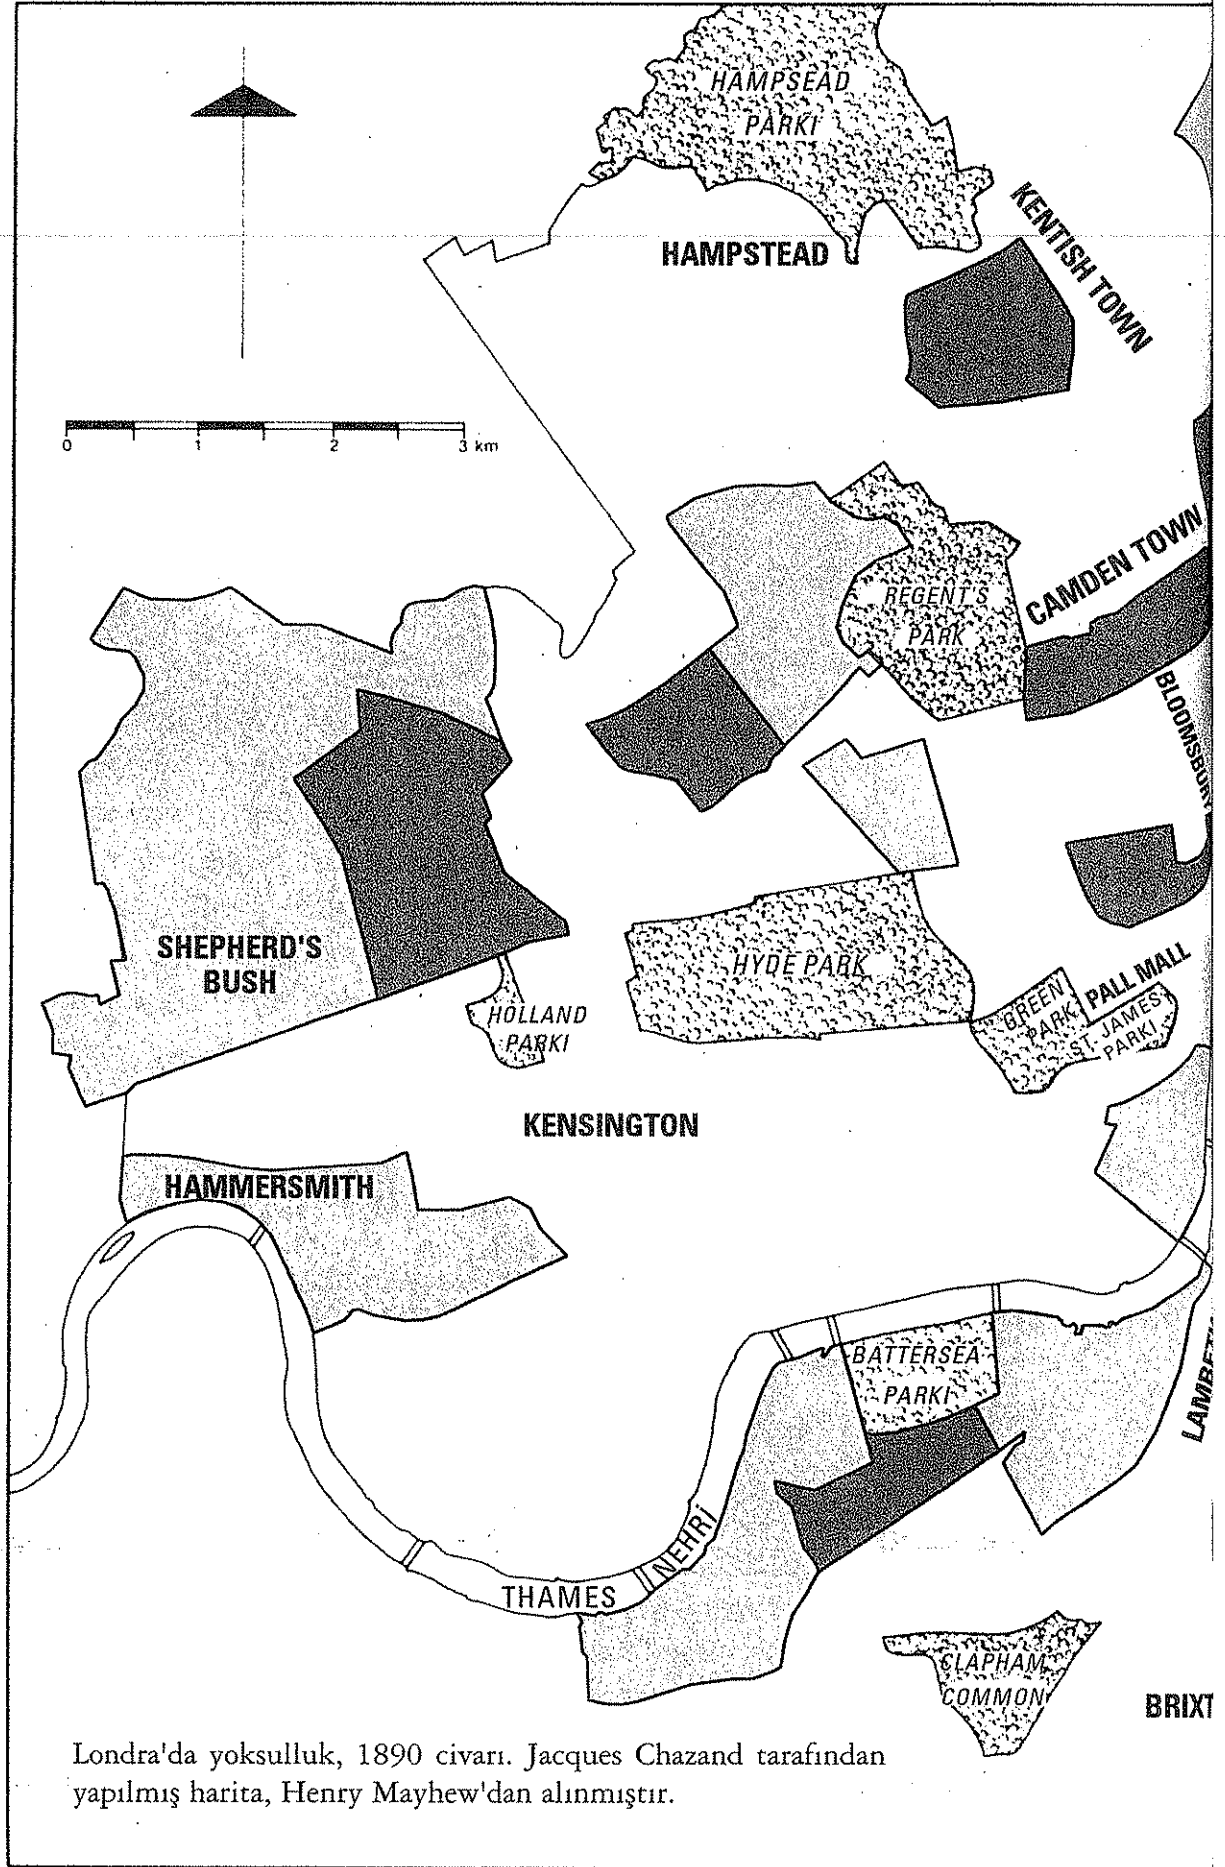 HAMPSEAD
PARKI
KENTISH TOWN
HAMPSTEAD
0 1 2 3 km
CAMDEN TOWN
REGENT'S
PARK
BLOOMSBURY
SHEPHERD'S
BUSH
HYDE PARK
HOLLAND
PARKI
GREEN
PARK
PALL MALL
ST. JAMES
PARKI
KENSINGTON
HAMMERSMITH
BATTERSEA
PARKI
LAMBETH
THAMES NEHRİ
CLAPHAM
COMMON
BRIXT
Londra'da yoksulluk, 1890 civarı. Jacques Chazand tarafından
yapılmış harita, Henry Mayhew'dan alınmıştır.